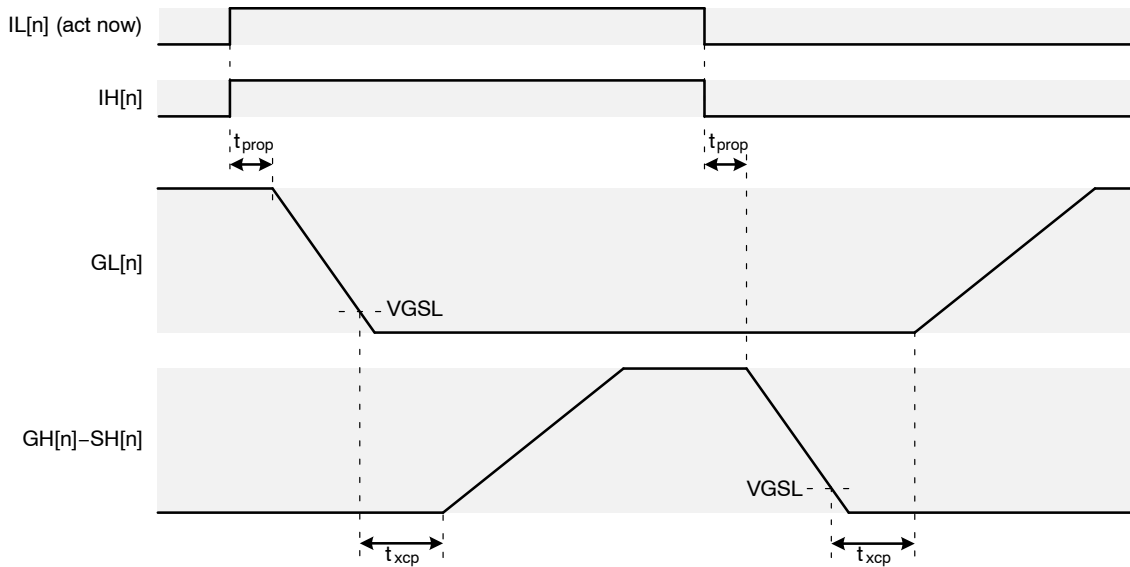 IL[n] (act now)
IH[n]
tprop
tprop
GL[n]
VGSL
GH[n]−SH[n]
VGSL
txcp
txcp